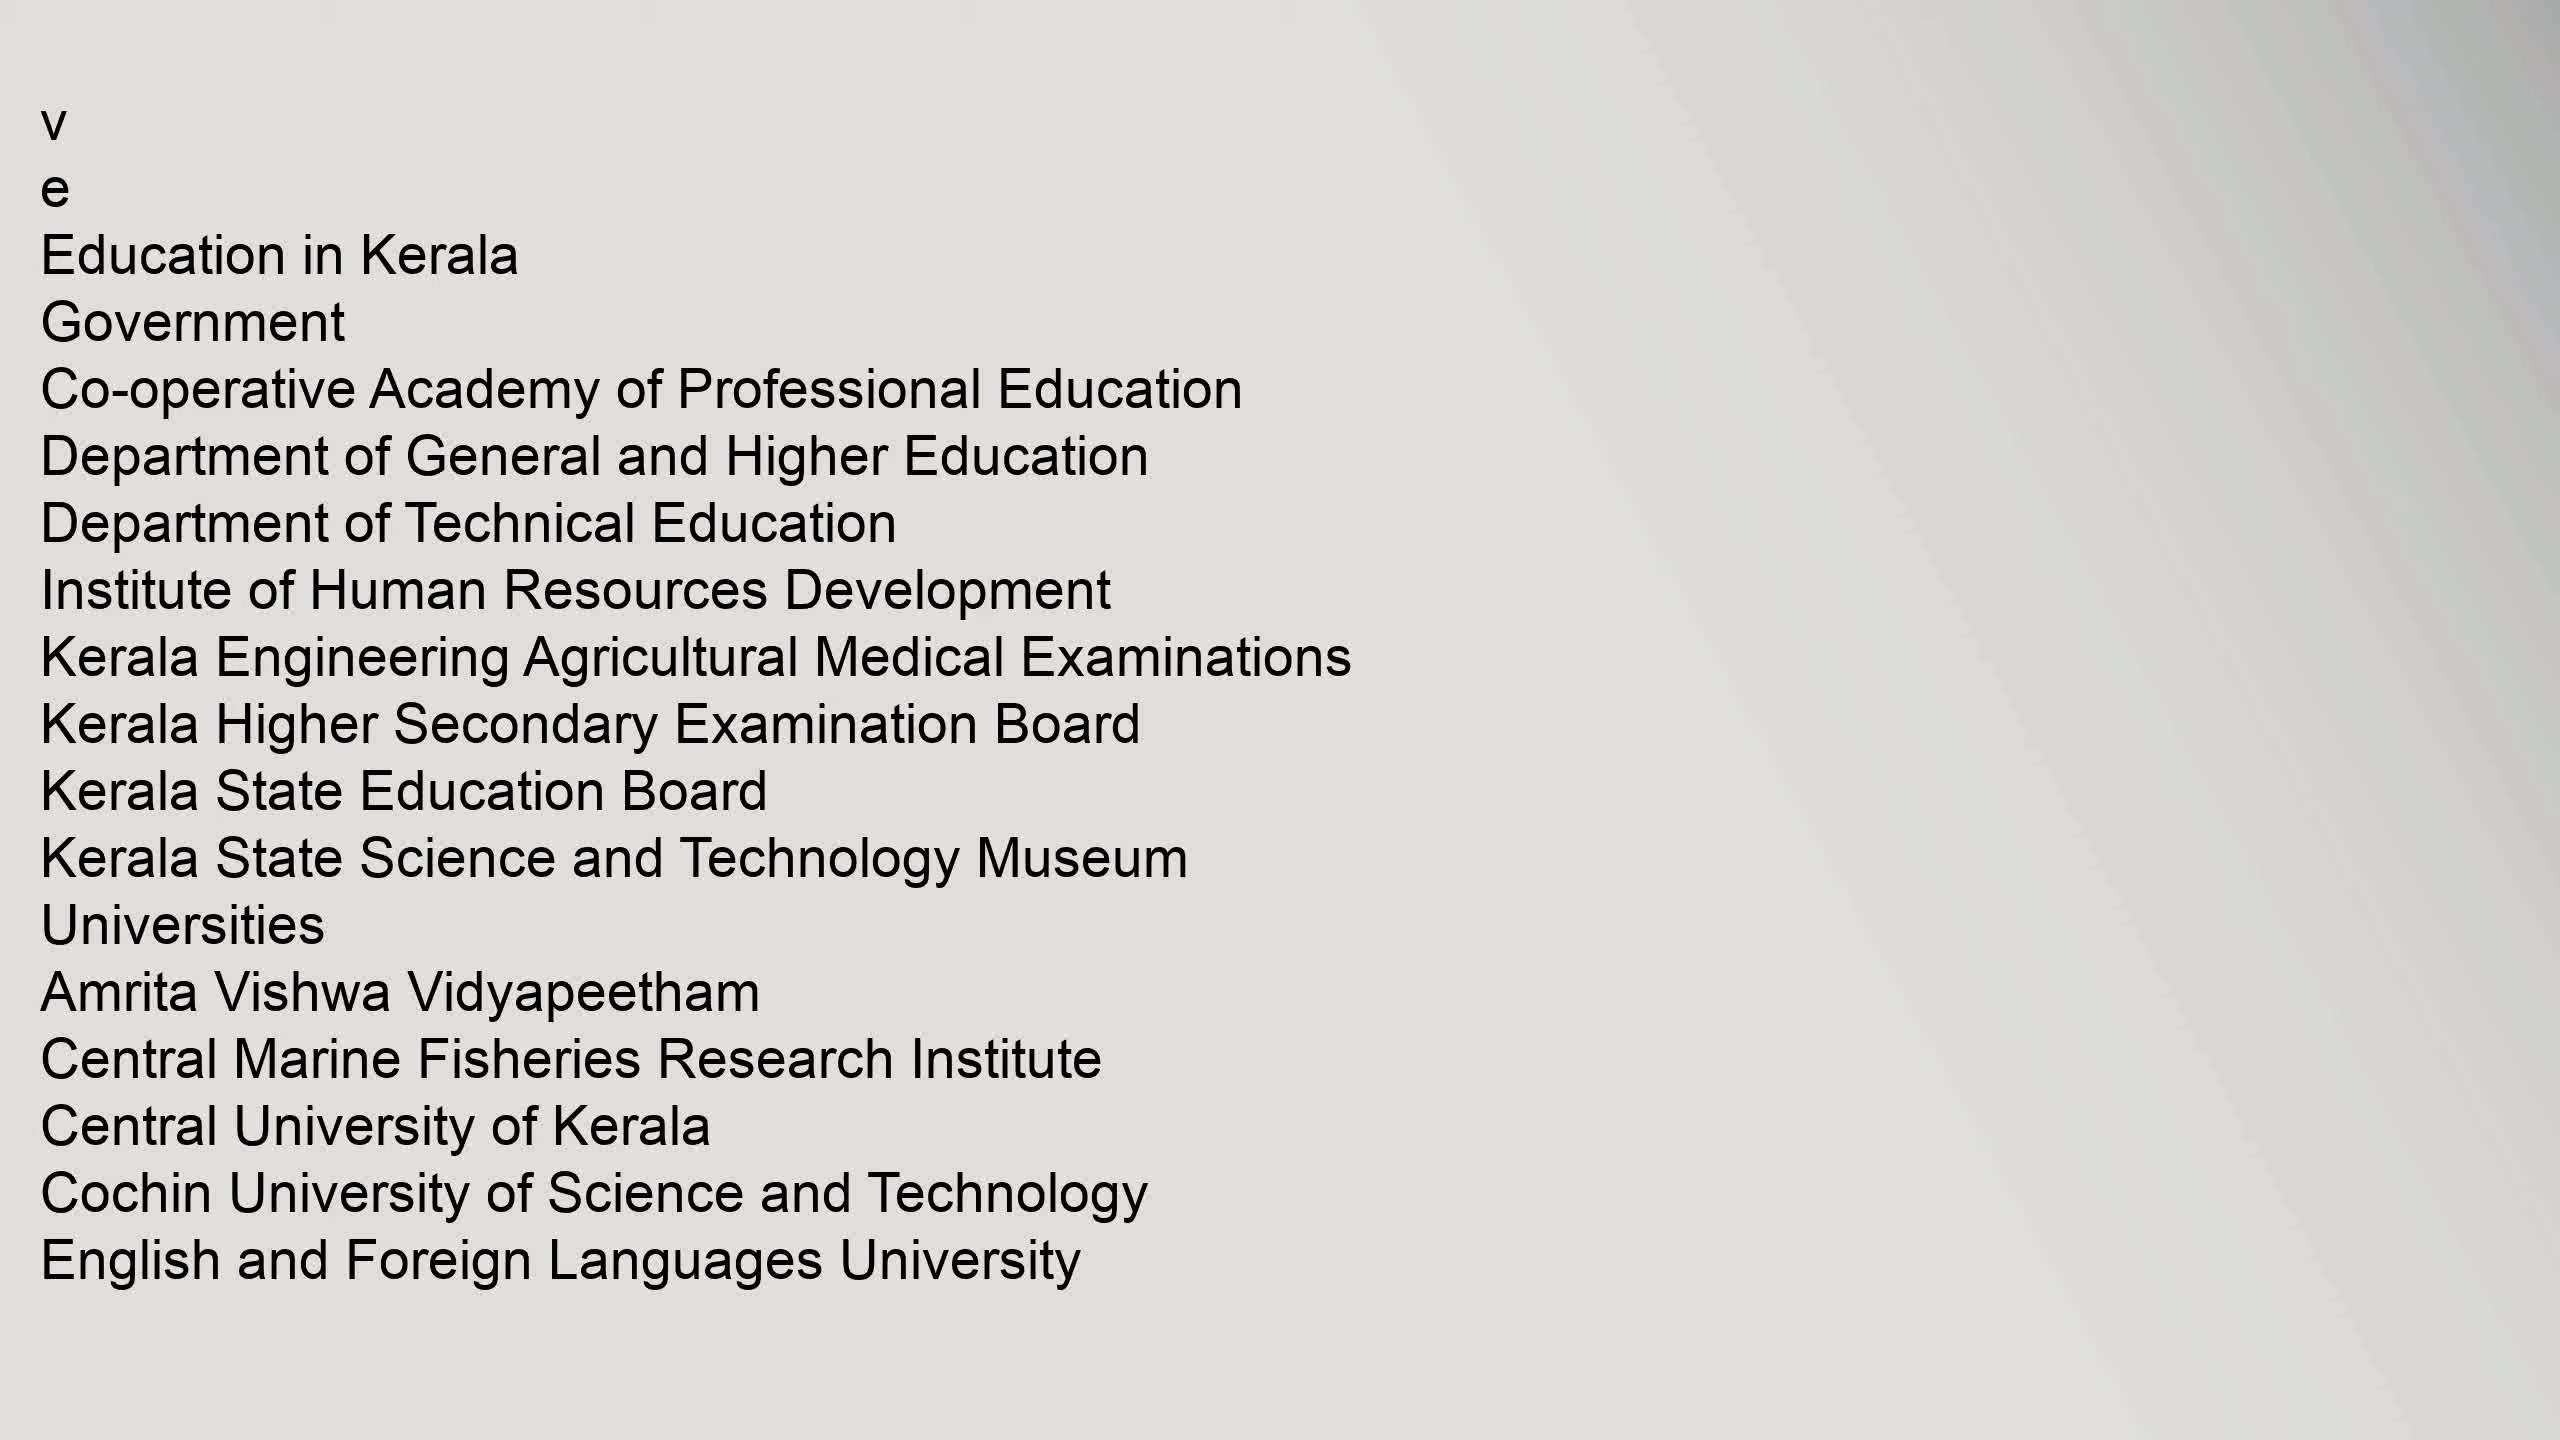 v
e
Education in Kerala
Government
Co-operative Academy of Professional Education
Department of General and Higher Education
Department of Technical Education
Institute of Human Resources Development
Kerala Engineering Agricultural Medical Examinations
Kerala Higher Secondary Examination Board
Kerala State Education Board
Kerala State Science and Technology Museum
Universities
Amrita Vishwa Vidyapeetham
Central Marine Fisheries Research Institute
Central University of Kerala
Cochin University of Science and Technology
English and Foreign Languages University